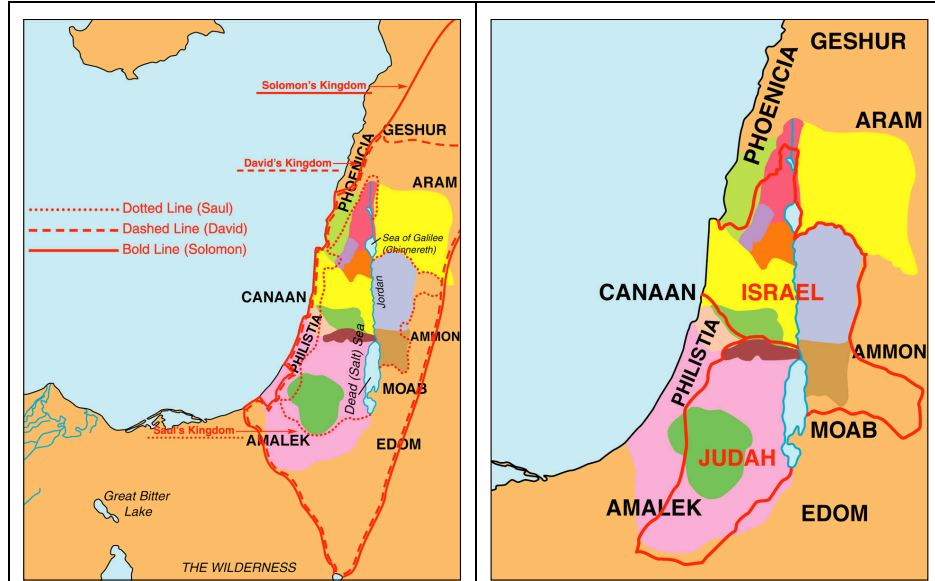 Solomon's Kingdom
GESHUR
David's Kingdom
PHOENICIA
ARAM
Dotted Line (Saul)
Dashed Line (David)
Bold Line (Solomon)
Sea of Galilee
(Chinnereth)
Jordan
CANAAN
PHILISTIA
AMMON
Dead (Salt) Sea
MOAB
Saul's Kingdom
AMALEK
EDOM
Great Bitter
Lake
THE WILDERNESS
GESHUR
PHOENICIA
ARAM
CANAAN
ISRAEL
PHILISTIA
AMMON
MOAB
JUDAH
AMALEK
EDOM